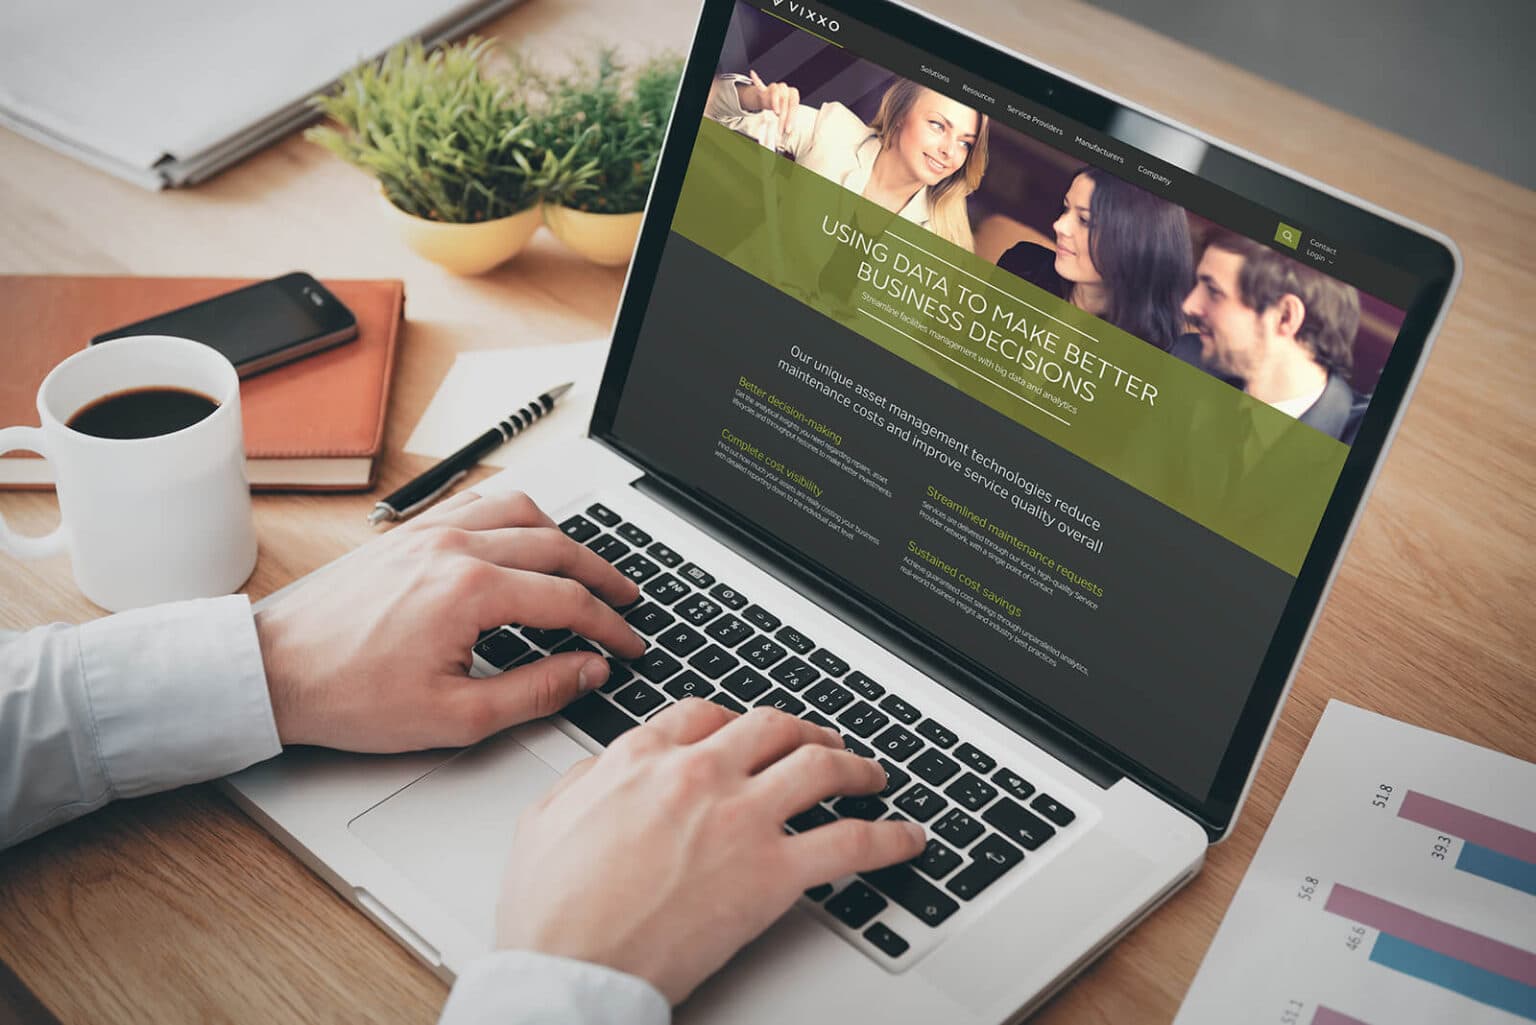 VIXXO
Solutions
Resources
Service Providers
Manufacturers
Company
Contact
Login
USING DATA TO MAKE BETTER
BUSINESS DECISIONS
Streamline facilities management with big data and analytics
Our unique asset management technologies reduce
maintenance costs and improve service quality overall
Better decision-making
Get the analytical insights you need regarding repairs, asset
lifecycles and throughput histories to make better investments
Complete cost visibility
Find out how much your assets are really costing your business
with detailed reporting down to the individual part level
Streamlined maintenance requests
Services are delivered through our local, high-quality Service
Provider network, with a single point of contact
Sustained cost savings
Achieve guaranteed cost savings through unparalleled analytics,
real-world business insight and industry best practices
E
R
T
Y
F
G
V
51.8
39.3
56.8
46.6
51.1